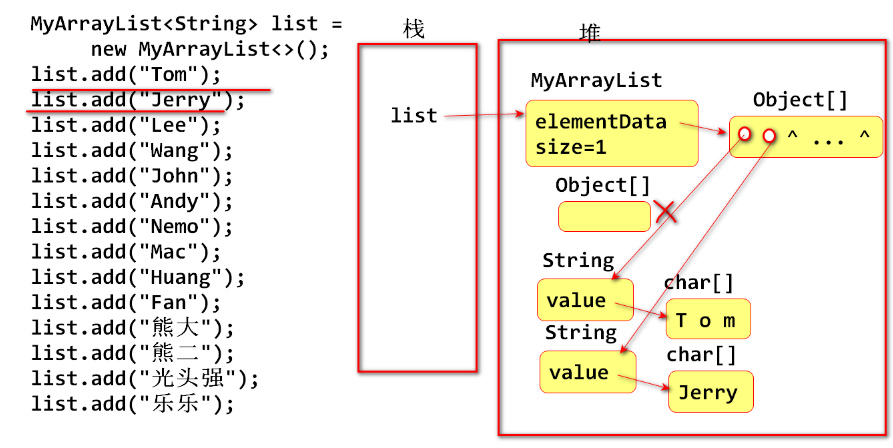 MyArrayList<String> list =
new MyArrayList<>();
list.add("Tom");
list.add("Jerry");
list.add("Lee");
list.add("Wang");
list.add("John");
list.add("Andy");
list.add("Nemo");
list.add("Mac");
list.add("Huang");
list.add("Fan");
list.add("熊大");
list.add("熊二");
list.add("光头强");
list.add("乐乐");
栈
list
堆
MyArrayList
elementData
size=1
Object[]
^ ... ^
Object[]
String
value
char[]
T o m
String
value
char[]
Jerry